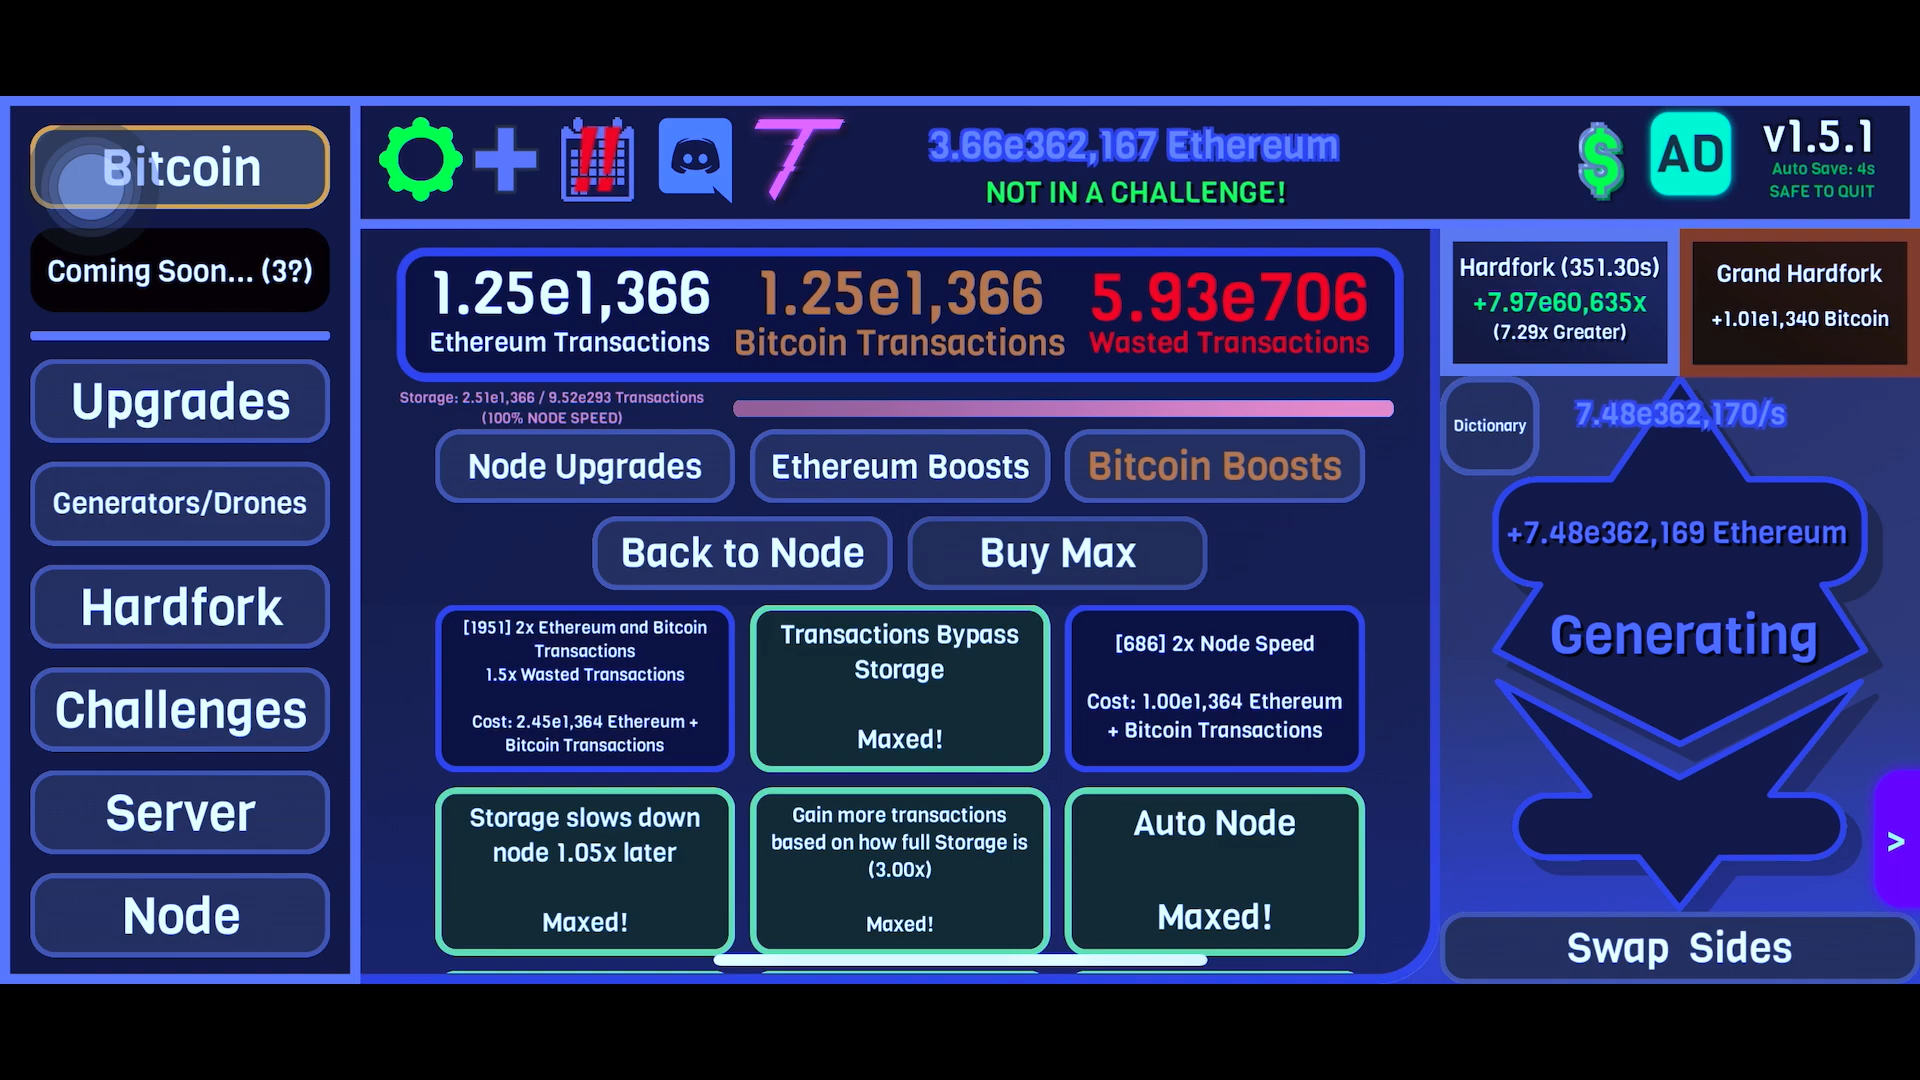 Bitcoin
Coming Soon... (3?)
Upgrades
Generators/Drones
Hardfork
Challenges
Server
Node
!!
3.66e362,167 Ethereum
NOT IN A CHALLENGE!
$
AD
v1.5.1
Auto Save: 4s
SAFE TO QUIT
1.25e1,366
Ethereum Transactions
1.25e1,366
Bitcoin Transactions
5.93e706
Wasted Transactions
Storage: 2.51e1,366 / 9.52e293 Transactions
(100% NODE SPEED)
Node Upgrades
Ethereum Boosts
Bitcoin Boosts
Back to Node
Buy Max
[1951] 2x Ethereum and Bitcoin
Transactions
1.5x Wasted Transactions
Cost: 2.45e1,364 Ethereum +
Bitcoin Transactions
Transactions Bypass
Storage
Maxed!
[686] 2x Node Speed
Cost: 1.00e1,364 Ethereum
+ Bitcoin Transactions
Storage slows down
node 1.05x later
Maxed!
Gain more transactions
based on how full Storage is
(3.00x)
Maxed!
Auto Node
Maxed!
Hardfork (351.30s)
+7.97e60,635x
(7.29x Greater)
Grand Hardfork
+1.01e1,340 Bitcoin
Dictionary
7.48e362,170/s
+7.48e362,169 Ethereum
Generating
>
Swap Sides